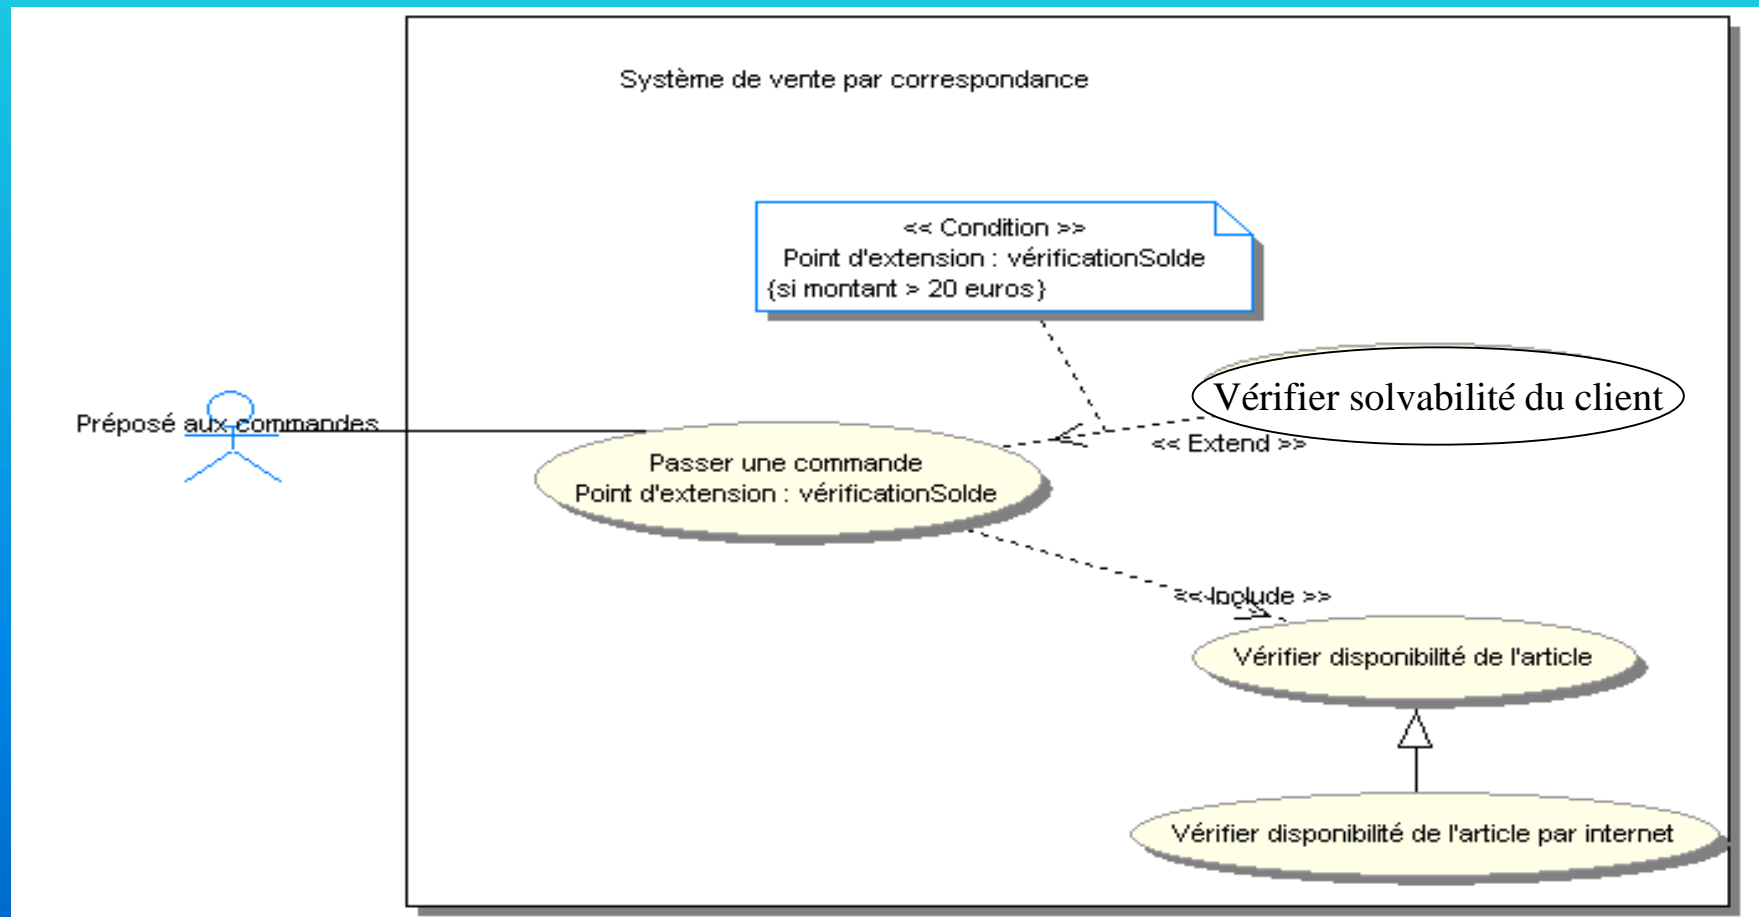 Système de vente par correspondance
<< Condition >>
Point d'extension : vérificationSolde
{si montant > 20 euros}
Vérifier solvabilité du client
Préposé aux commandes
<< Extend >>
Passer une commande
Point d'extension : vérificationSolde
<< Include >>
Vérifier disponibilité de l'article
Vérifier disponibilité de l'article par internet